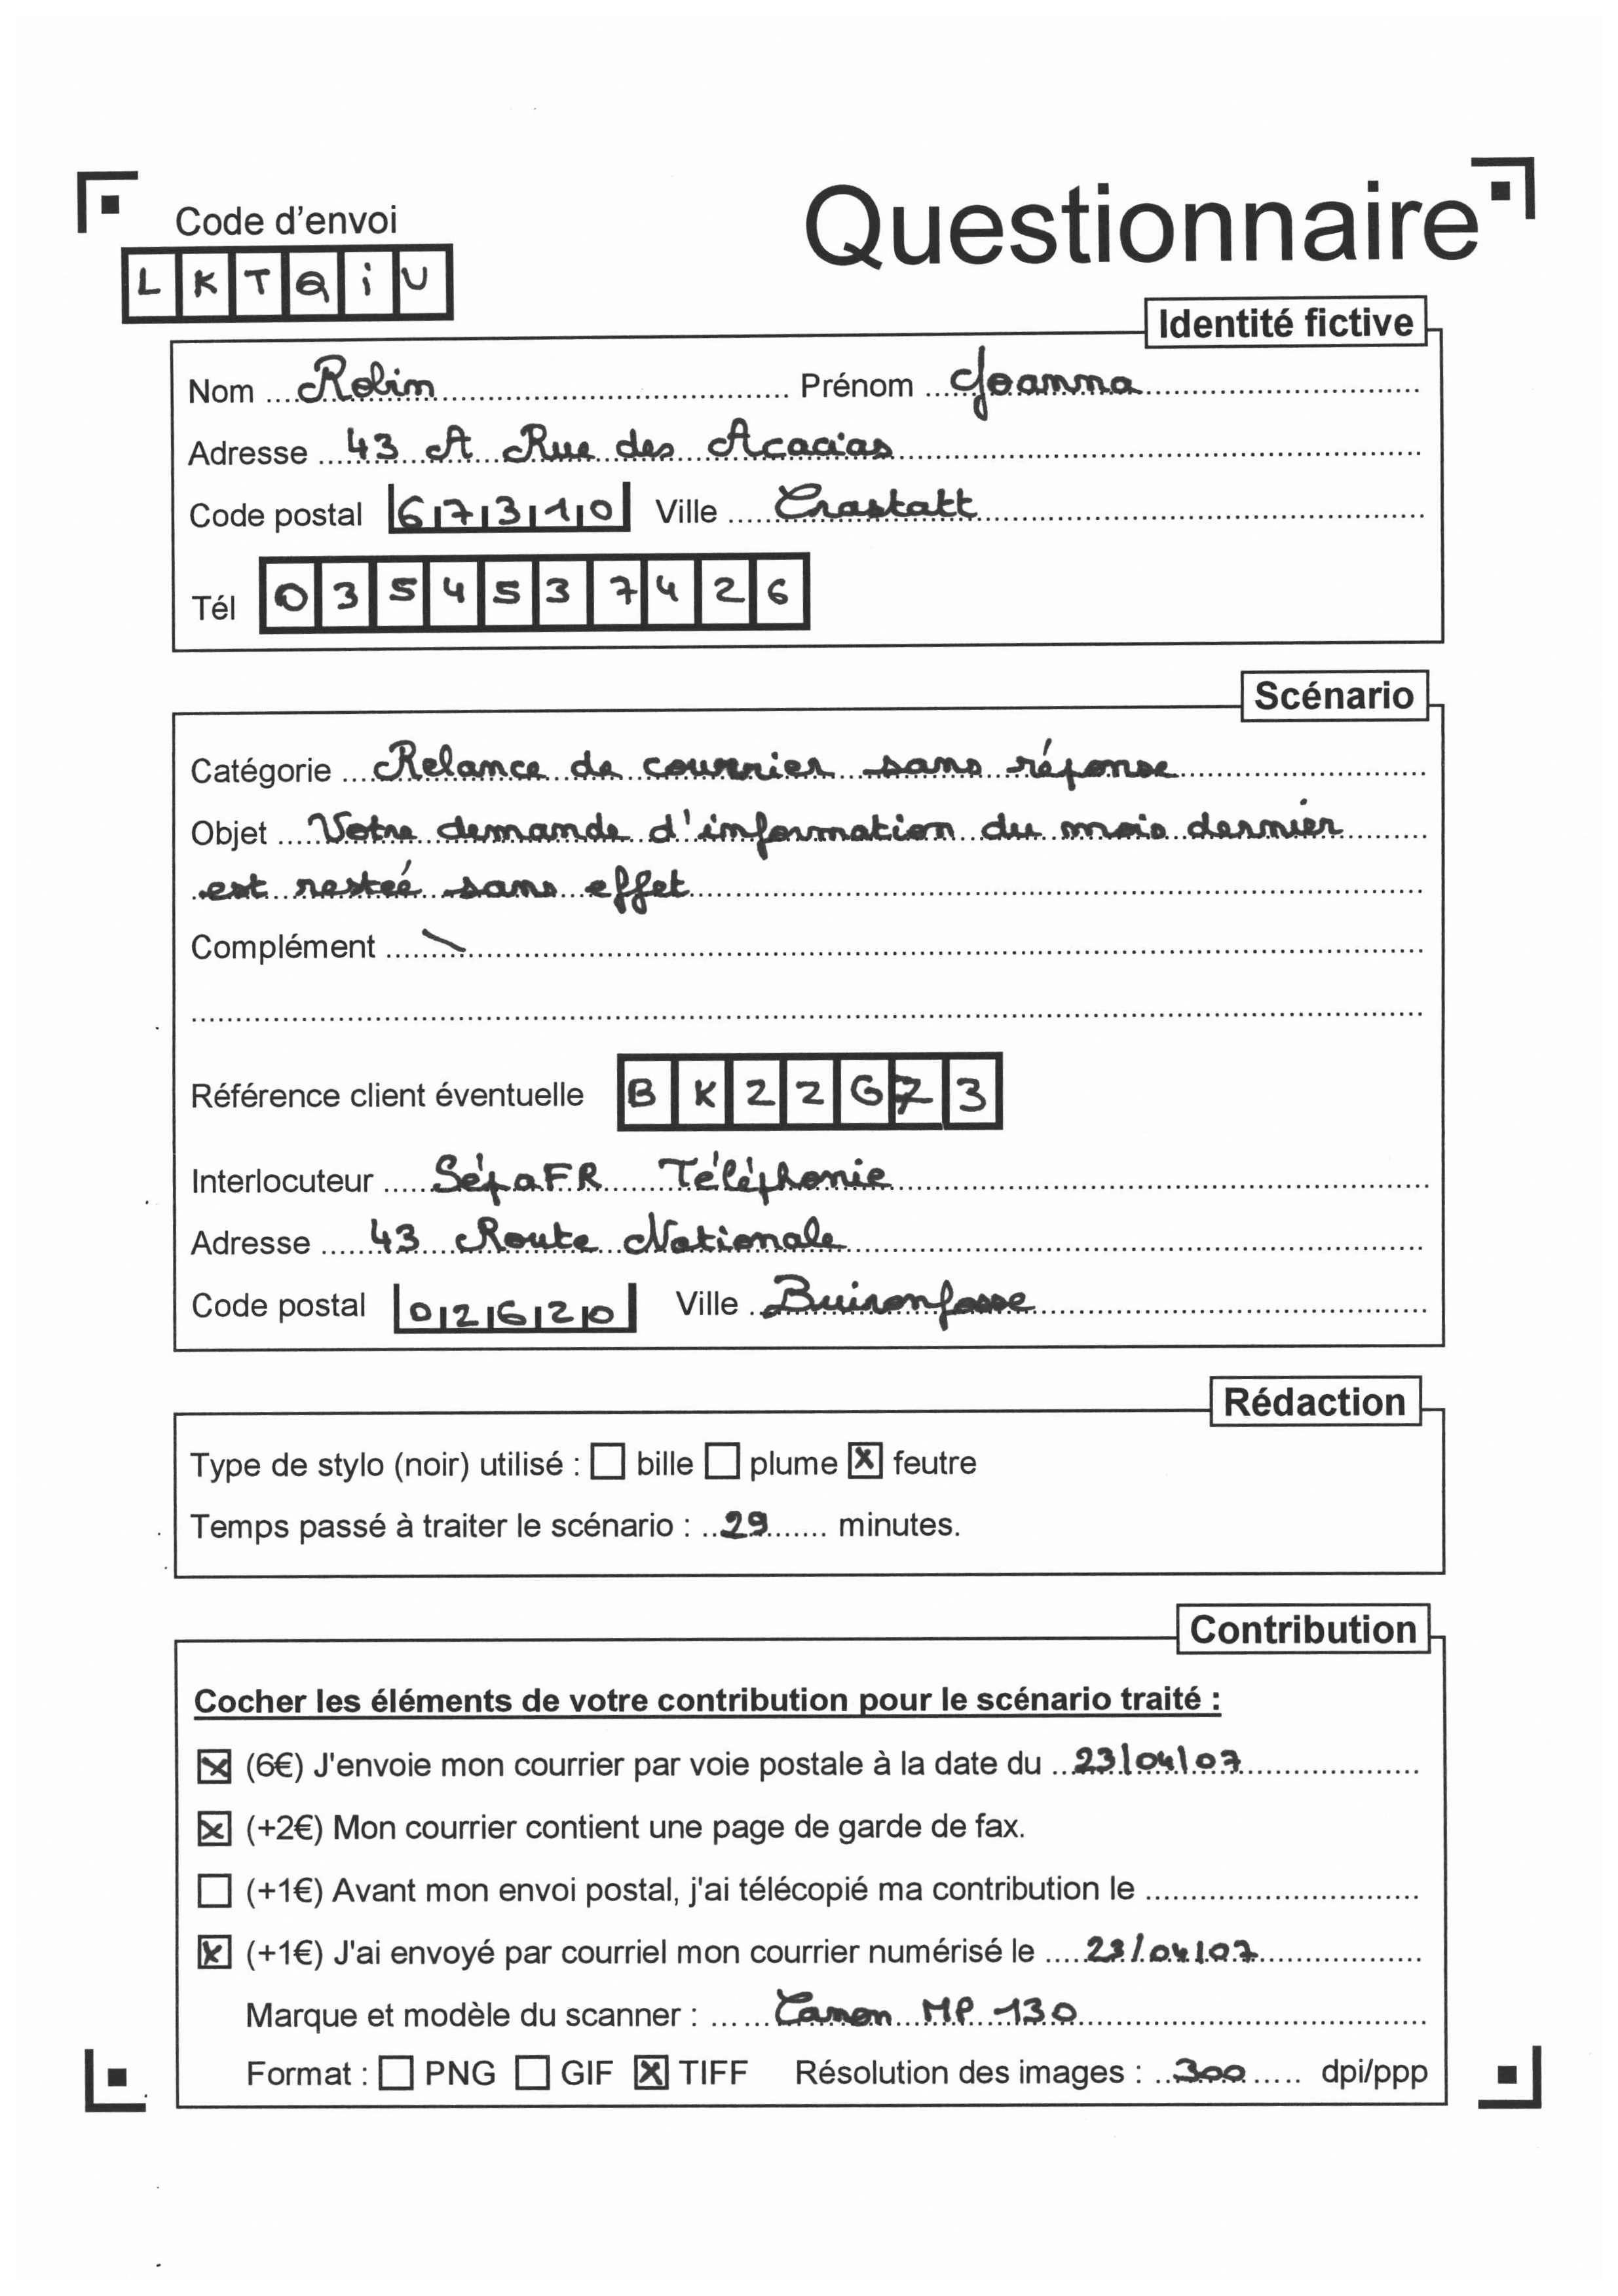 Questionnaire
Code d'envoi
LKTQiU
Identité fictive
Nom Robin Prénom Joanna
Adresse 43 A Rue des Acacias
Code postal 67310 Ville Crastatt
Tél 0354537426
Scénario
Catégorie Relance de courrier sans réponse
Objet Votre demande d'information du mois dernier
est resteé sans effet
Complément
Référence client éventuelle BK22G73
Interlocuteur SépaFR Téléphonie
Adresse 43 Route Nationale
Code postal 02620 Ville Buironfosse
Rédaction
Type de stylo (noir) utilisé : ☐ bille ☐ plume ☒ feutre
Temps passé à traiter le scénario : 29 minutes.
Contribution
Cocher les éléments de votre contribution pour le scénario traité :
☒ (6€) J'envoie mon courrier par voie postale à la date du 23/04/07
☒ (+2€) Mon courrier contient une page de garde de fax.
☐ (+1€) Avant mon envoi postal, j'ai télécopié ma contribution le
☒ (+1€) J'ai envoyé par courriel mon courrier numérisé le 23/04/07
Marque et modèle du scanner : Canon MP 130
Format : ☐ PNG ☐ GIF ☒ TIFF Résolution des images : 300 dpi/ppp